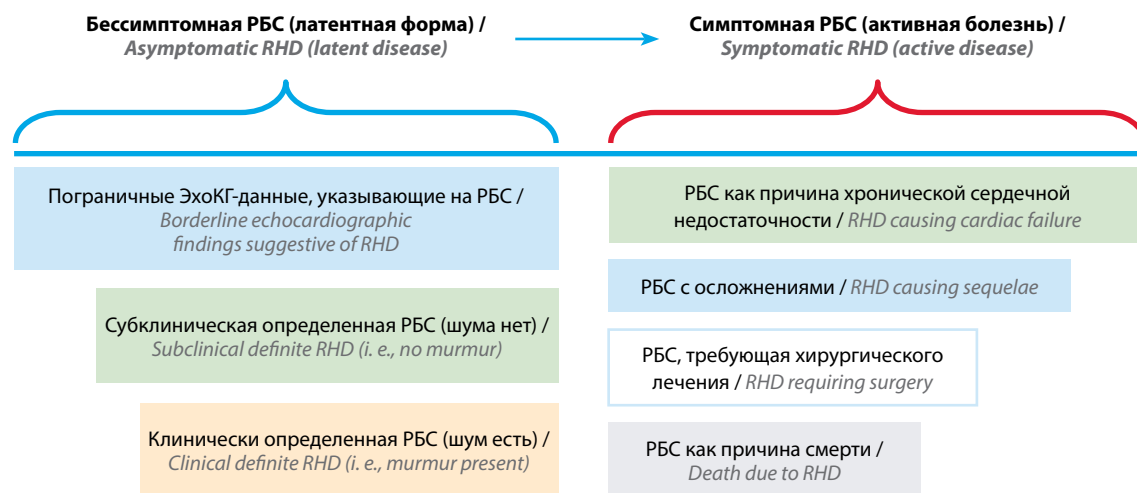 Бессимптомная РБС (латентная форма) /
Asymptomatic RHD (latent disease)
Симптомная РБС (активная болезнь) /
Symptomatic RHD (active disease)
Пограничные ЭхоКГ-данные, указывающие на РБС /
Borderline echocardiographic
findings suggestive of RHD
Субклиническая определенная РБС (шума нет) /
Subclinical definite RHD (i. e., no murmur)
Клинически определенная РБС (шум есть) /
Clinical definite RHD (i. e., murmur present)
РБС как причина хронической сердечной
недостаточности / RHD causing cardiac failure
РБС с осложнениями / RHD causing sequelae
РБС, требующая хирургического
лечения / RHD requiring surgery
РБС как причина смерти /
Death due to RHD